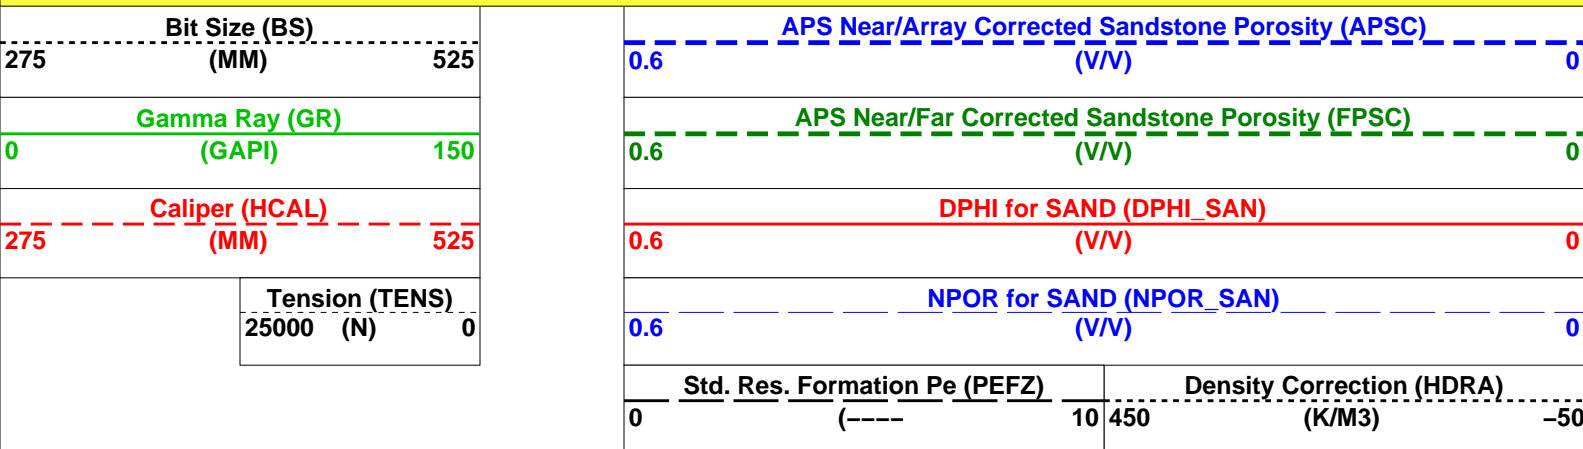 Bit Size (BS)
275 (MM) 525
Gamma Ray (GR)
0 (GAPI) 150
Caliper (HCAL)
275 (MM) 525
Tension (TENS)
25000 (N) 0
APS Near/Array Corrected Sandstone Porosity (APSC)
0.6 (V/V) 0
APS Near/Far Corrected Sandstone Porosity (FPSC)
0.6 (V/V) 0
DPHI for SAND (DPHI_SAN)
0.6 (V/V) 0
NPOR for SAND (NPOR_SAN)
0.6 (V/V) 0
Std. Res. Formation Pe (PEFZ)
0 (−−−− 10
Density Correction (HDRA)
450 (K/M3) −50